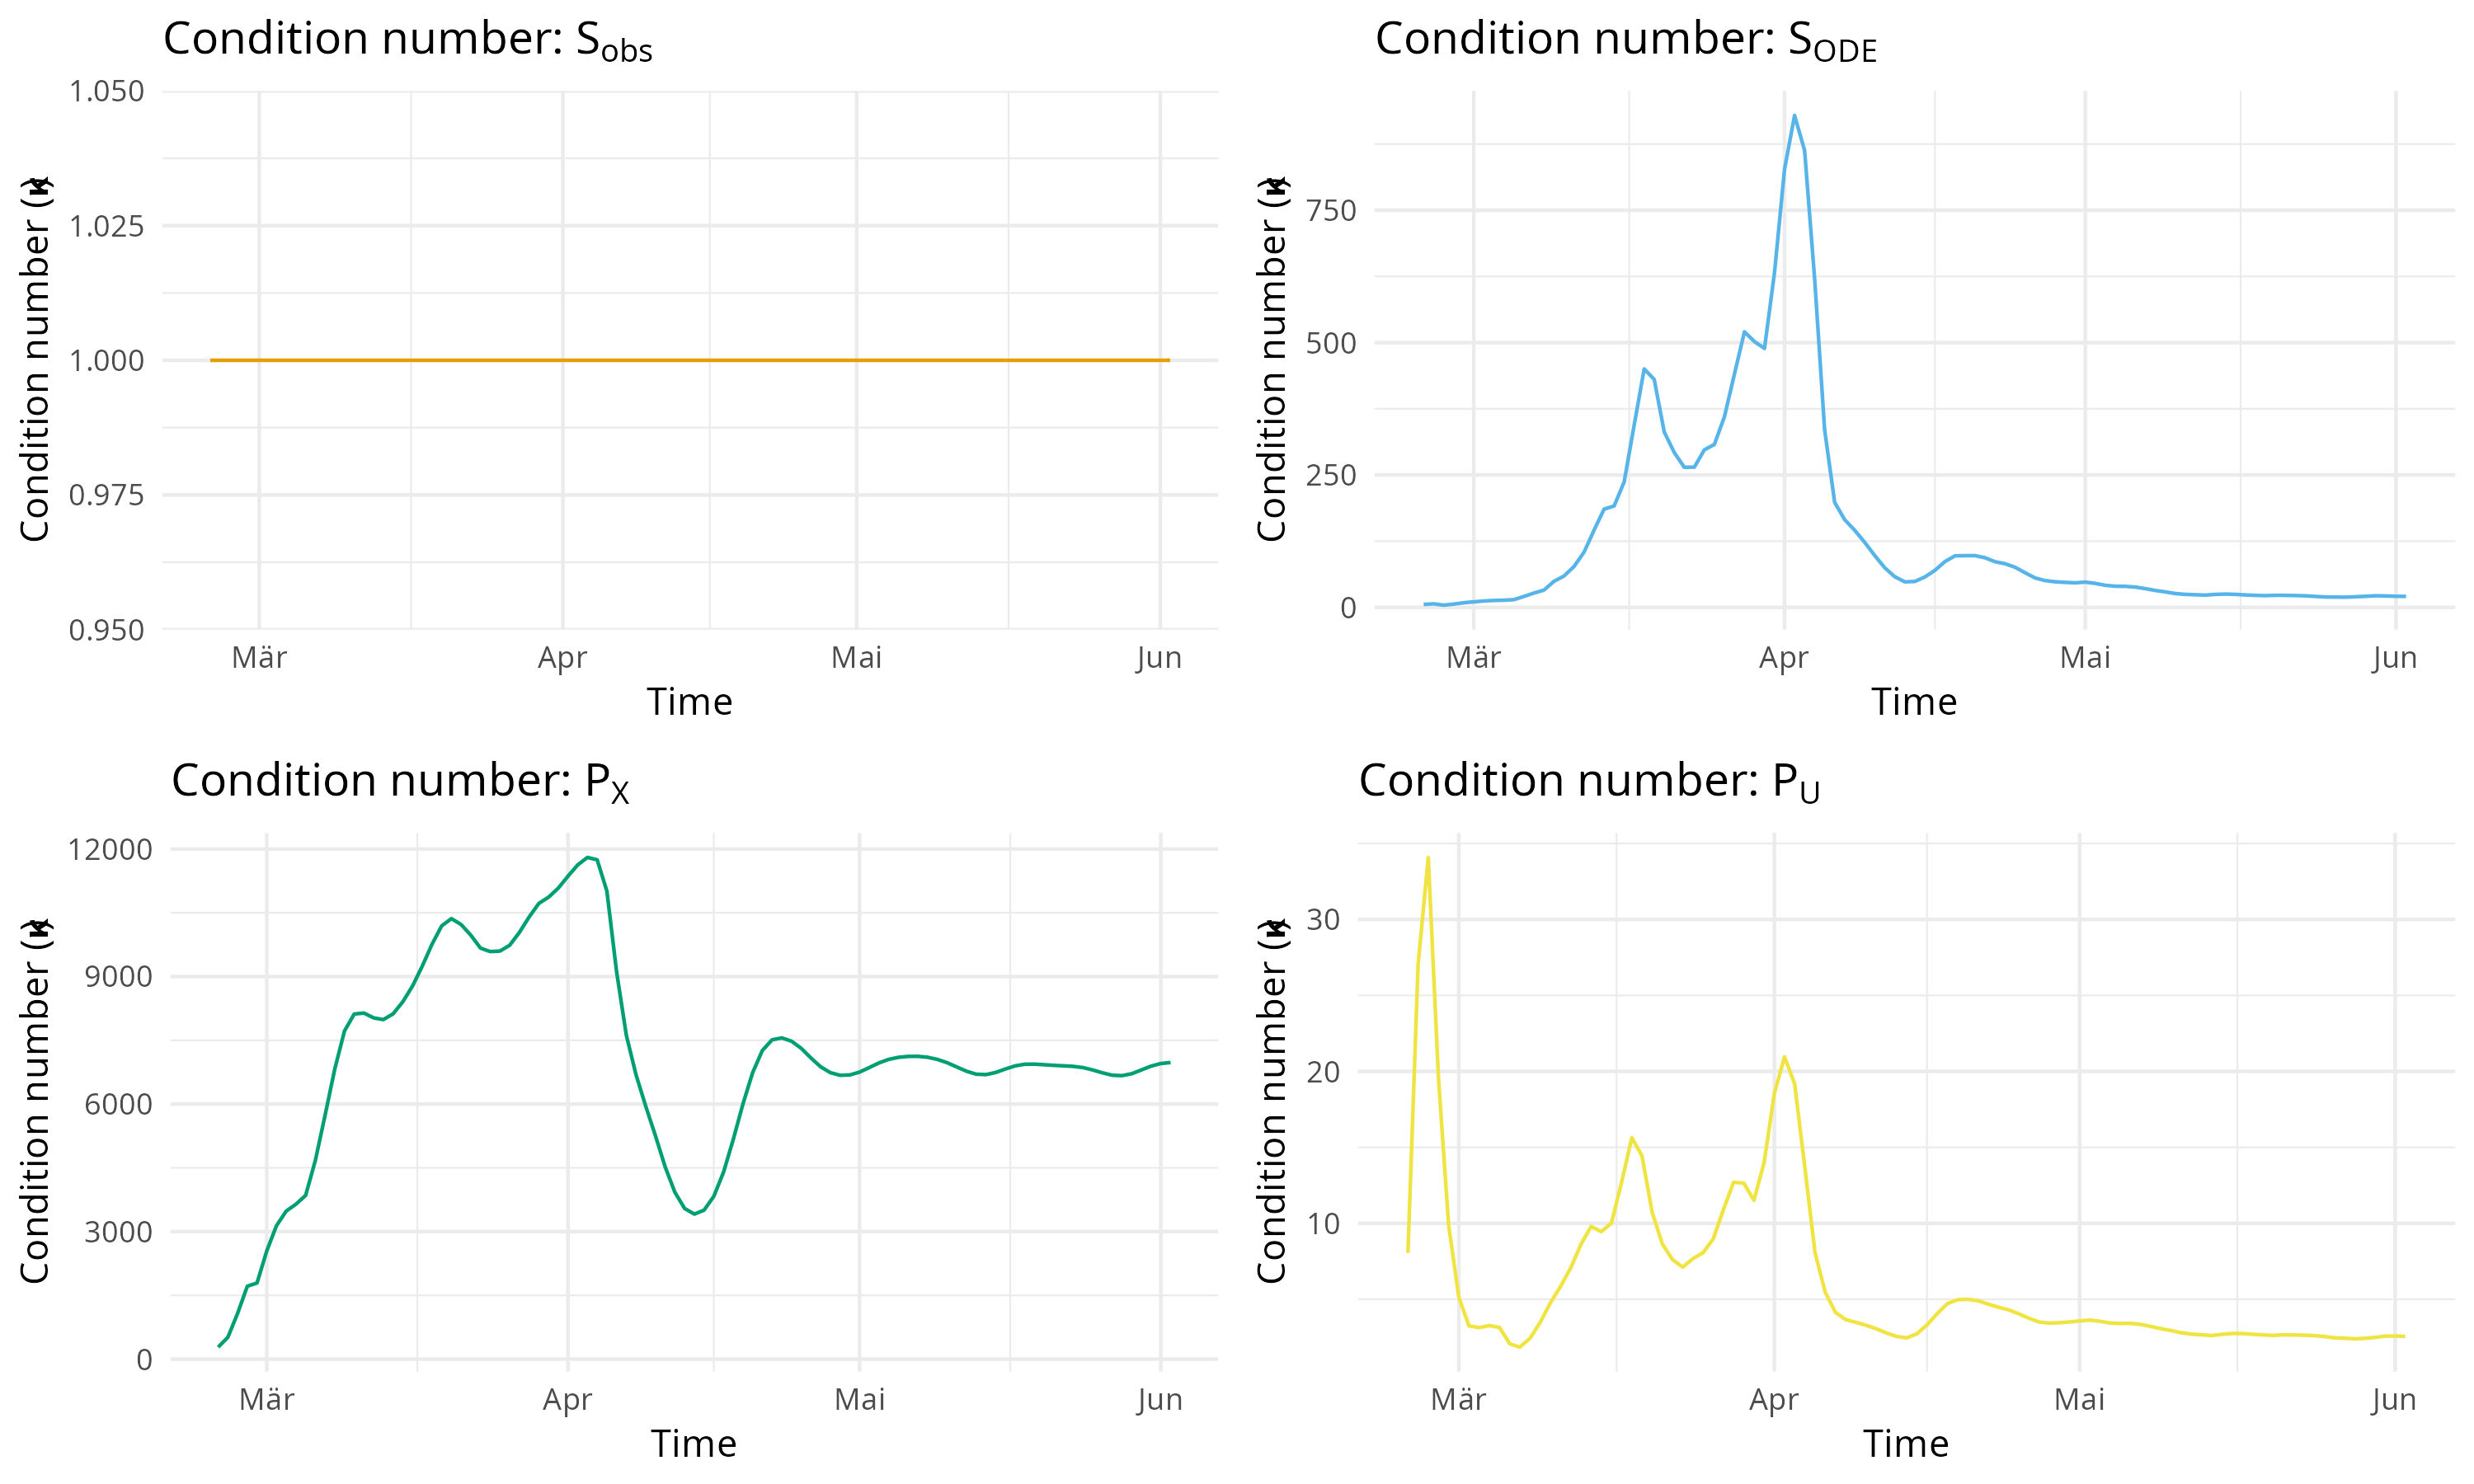 Condition number: S_obs
Condition number (κ)
1.050
1.025
1.000
0.975
0.950
Mär Apr Mai Jun
Time
Condition number: S_ODE
Condition number (κ)
750
500
250
0
Mär Apr Mai Jun
Time
Condition number: P_X
Condition number (κ)
12000
9000
6000
3000
0
Mär Apr Mai Jun
Time
Condition number: P_U
Condition number (κ)
30
20
10
Mär Apr Mai Jun
Time